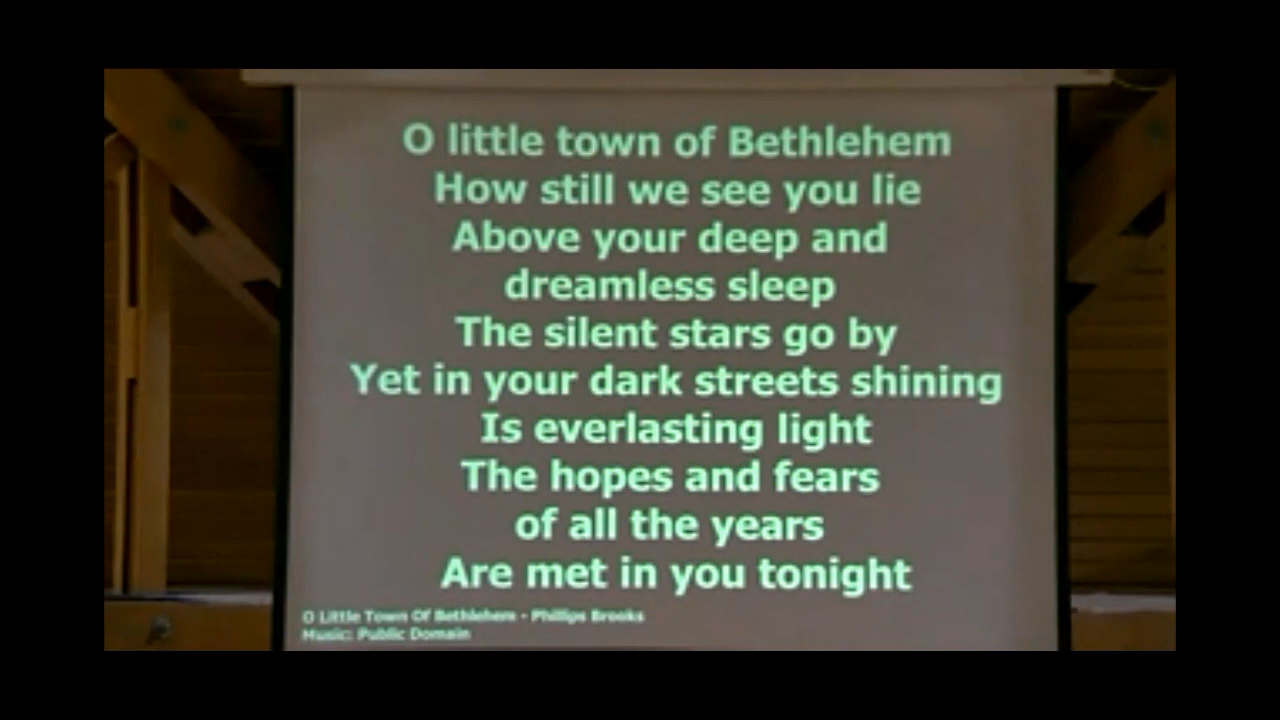 O little town of Bethlehem
How still we see you lie
Above your deep and
dreamless sleep
The silent stars go by
Yet in your dark streets shining
Is everlasting light
The hopes and fears
of all the years
Are met in you tonight
O Little Town Of Bethlehem - Phillips Brooks
Music: Public Domain